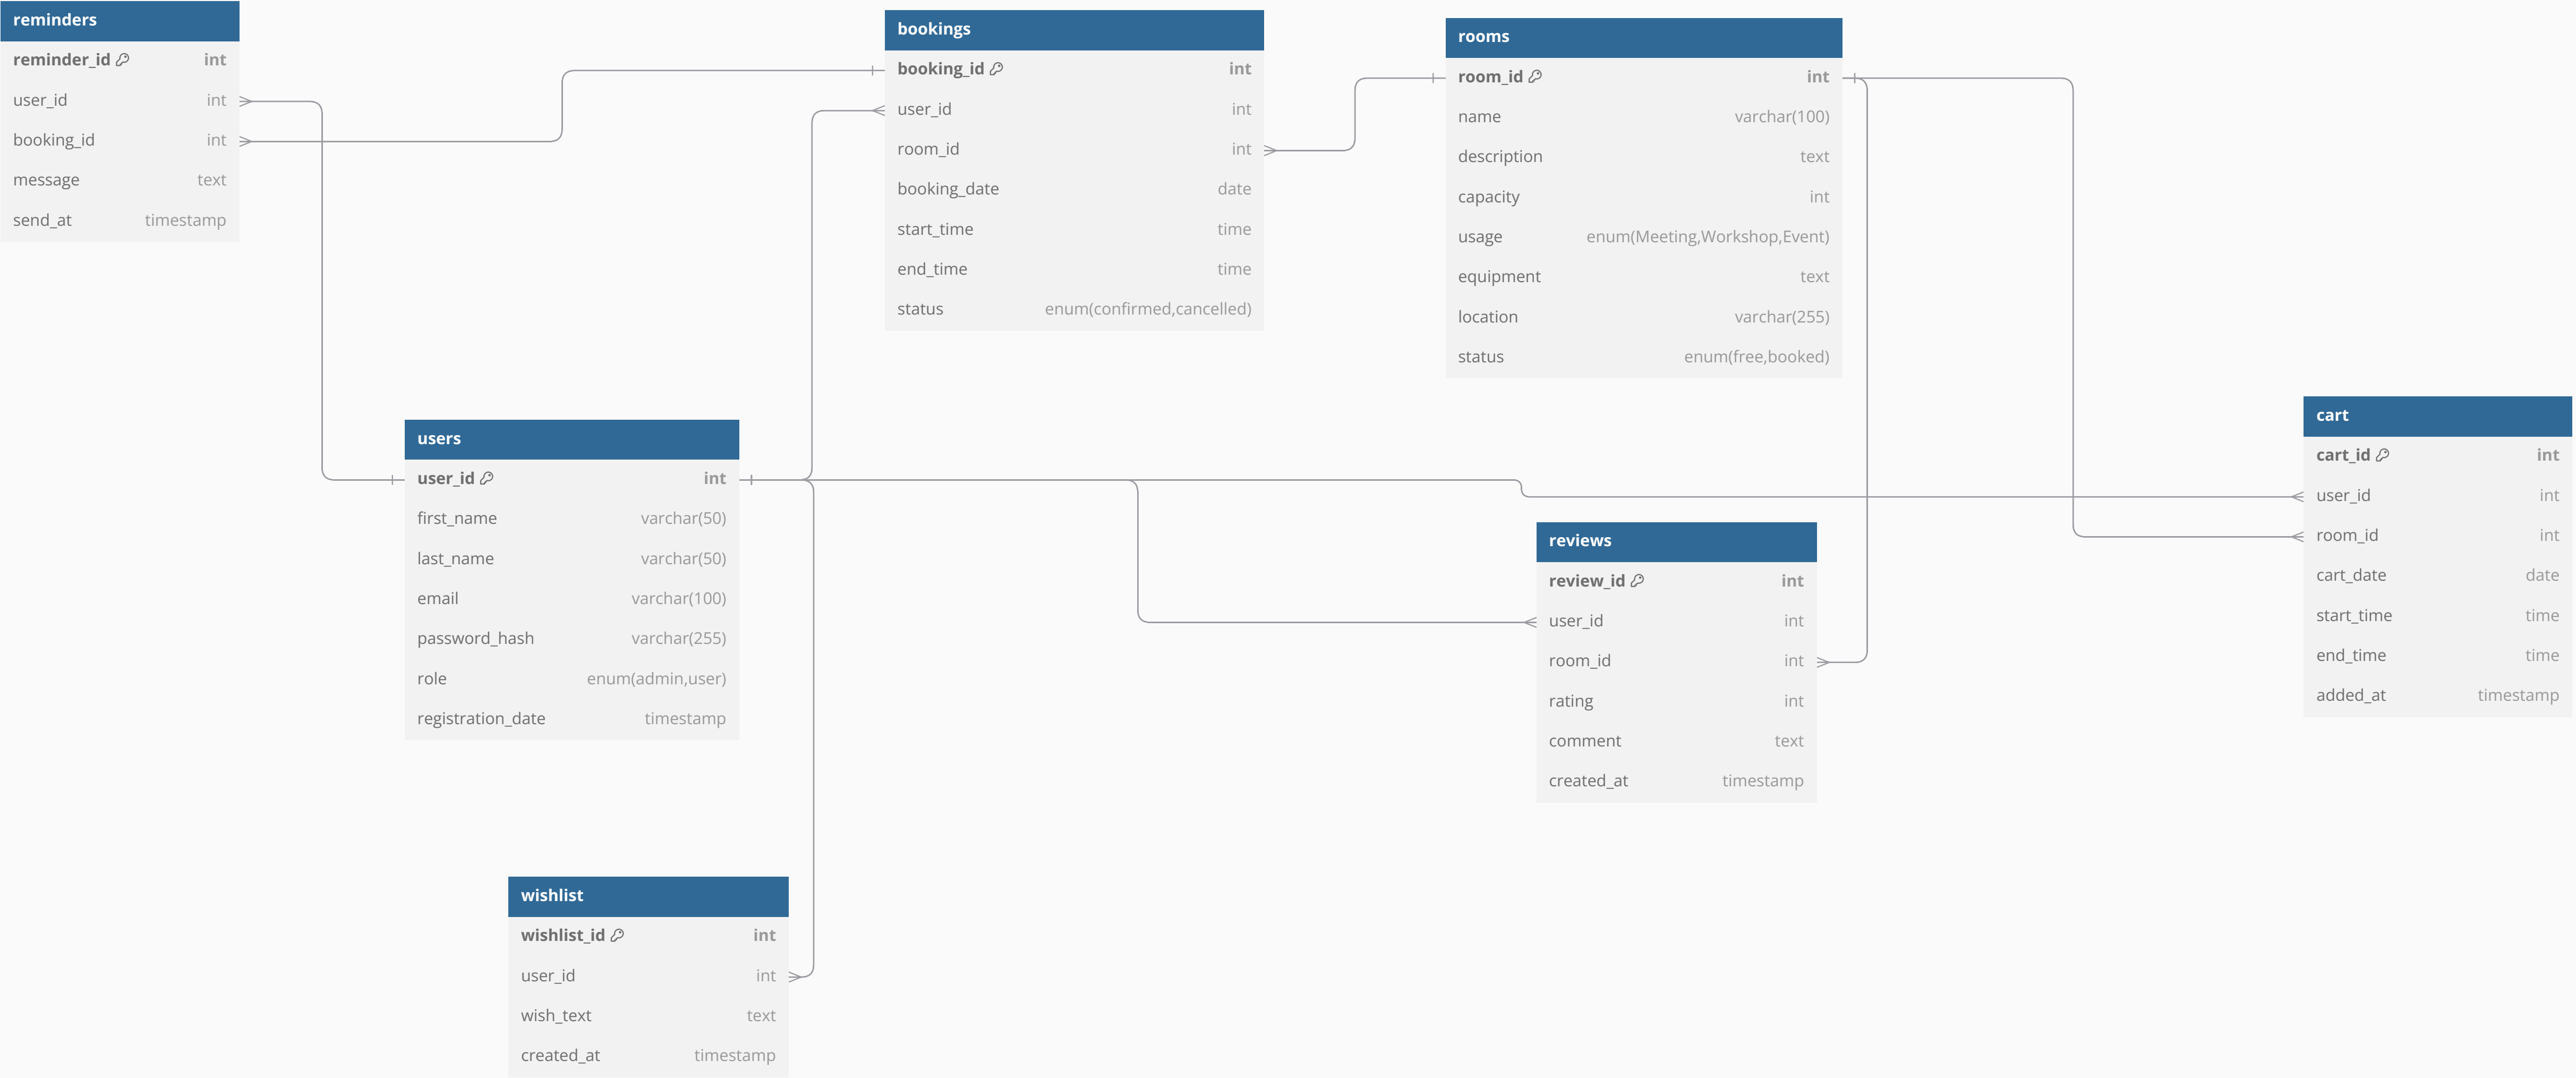 reminders
reminder_id int
user_id int
booking_id int
message text
send_at timestamp
bookings
booking_id int
user_id int
room_id int
booking_date date
start_time time
end_time time
status enum(confirmed,cancelled)
rooms
room_id int
name varchar(100)
description text
capacity int
usage enum(Meeting,Workshop,Event)
equipment text
location varchar(255)
status enum(free,booked)
users
user_id int
first_name varchar(50)
last_name varchar(50)
email varchar(100)
password_hash varchar(255)
role enum(admin,user)
registration_date timestamp
cart
cart_id int
user_id int
room_id int
cart_date date
start_time time
end_time time
added_at timestamp
reviews
review_id int
user_id int
room_id int
rating int
comment text
created_at timestamp
wishlist
wishlist_id int
user_id int
wish_text text
created_at timestamp